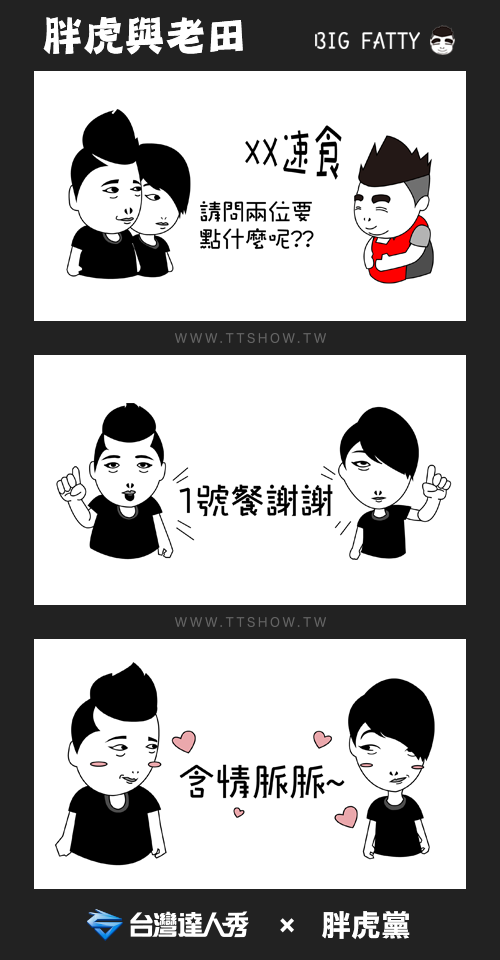 胖虎與老田
BIG FATTY
××速食
請問兩位要
點什麼呢??
WWW.TTSHOW.TW
1號餐謝謝
WWW.TTSHOW.TW
含情脈脈~
台灣達人秀 × 胖虎黨